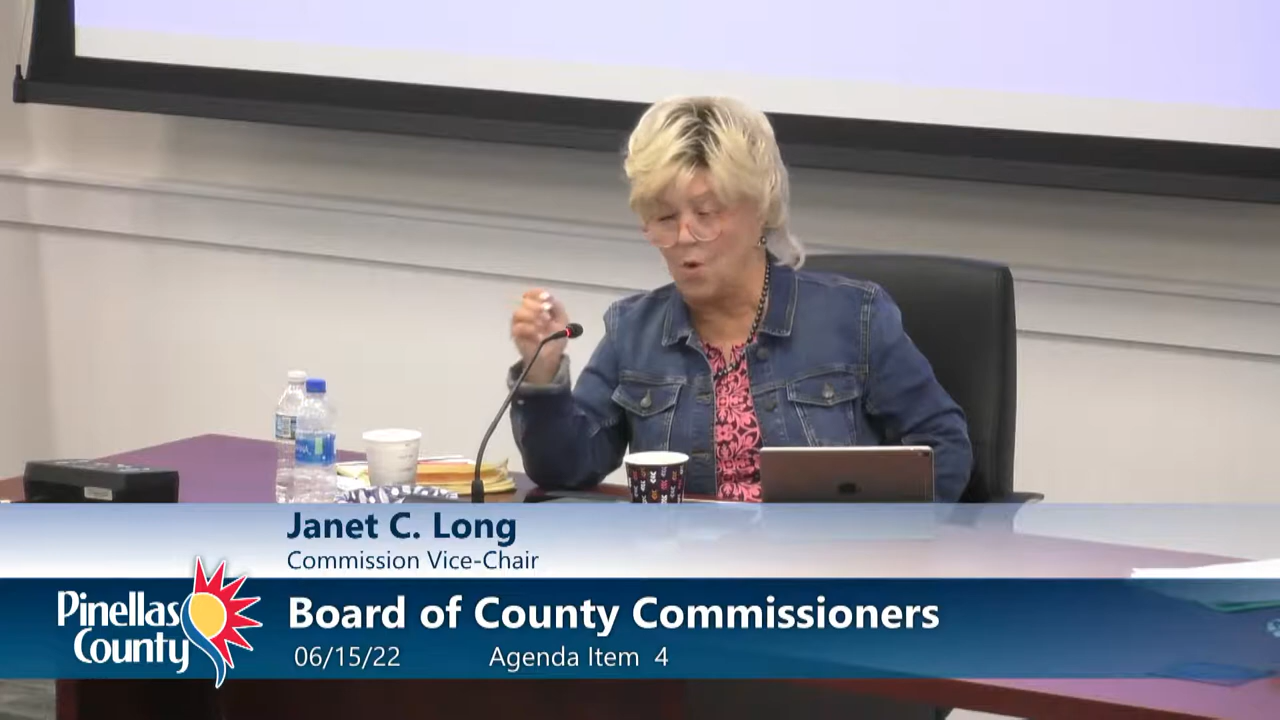 Janet C. Long
Commission Vice-Chair
Pinellas
County
Board of County Commissioners
06/15/22
Agenda Item 4